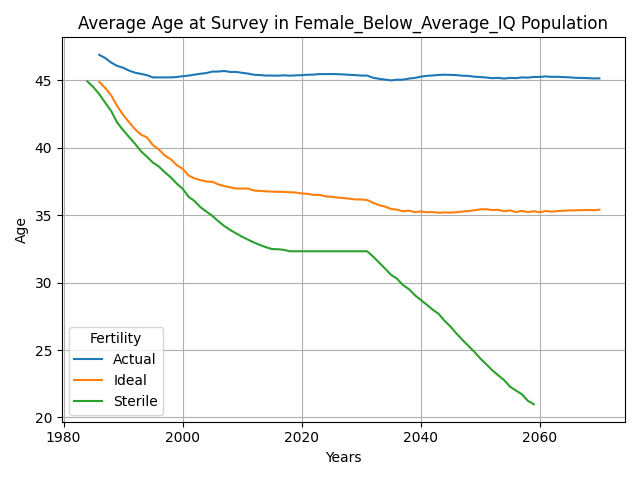 Average Age at Survey in Female_Below_Average_IQ Population
Age
45
40
35
30
25
20
Fertility
Actual
Ideal
Sterile
1980
2000
2020
2040
2060
Years